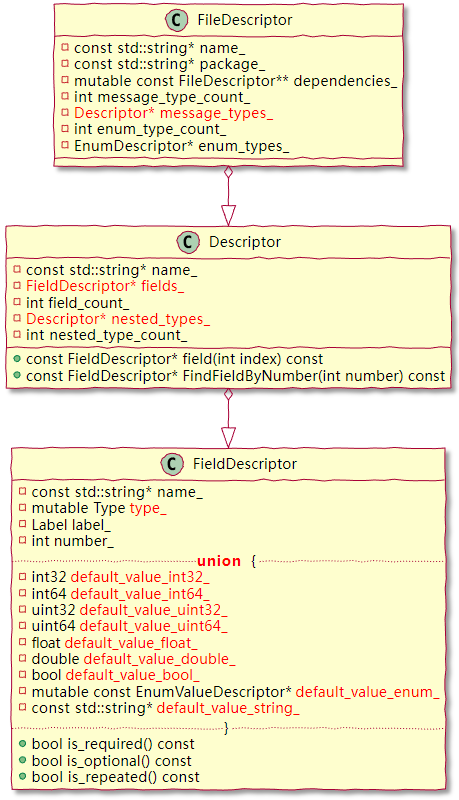 C FileDescriptor
const std::string* name_
const std::string* package_
mutable const FileDescriptor** dependencies_
int message_type_count_
Descriptor* message_types_
int enum_type_count_
EnumDescriptor* enum_types_
C Descriptor
const std::string* name_
FieldDescriptor* fields_
int field_count_
Descriptor* nested_types_
int nested_type_count_
const FieldDescriptor* field(int index) const
const FieldDescriptor* FindFieldByNumber(int number) const
C FieldDescriptor
const std::string* name_
mutable Type type_
Label label_
int number_
union {
int32 default_value_int32_
int64 default_value_int64_
uint32 default_value_uint32_
uint64 default_value_uint64_
float default_value_float_
double default_value_double_
bool default_value_bool_
mutable const EnumValueDescriptor* default_value_enum_
const std::string* default_value_string_
}
bool is_required() const
bool is_optional() const
bool is_repeated() const